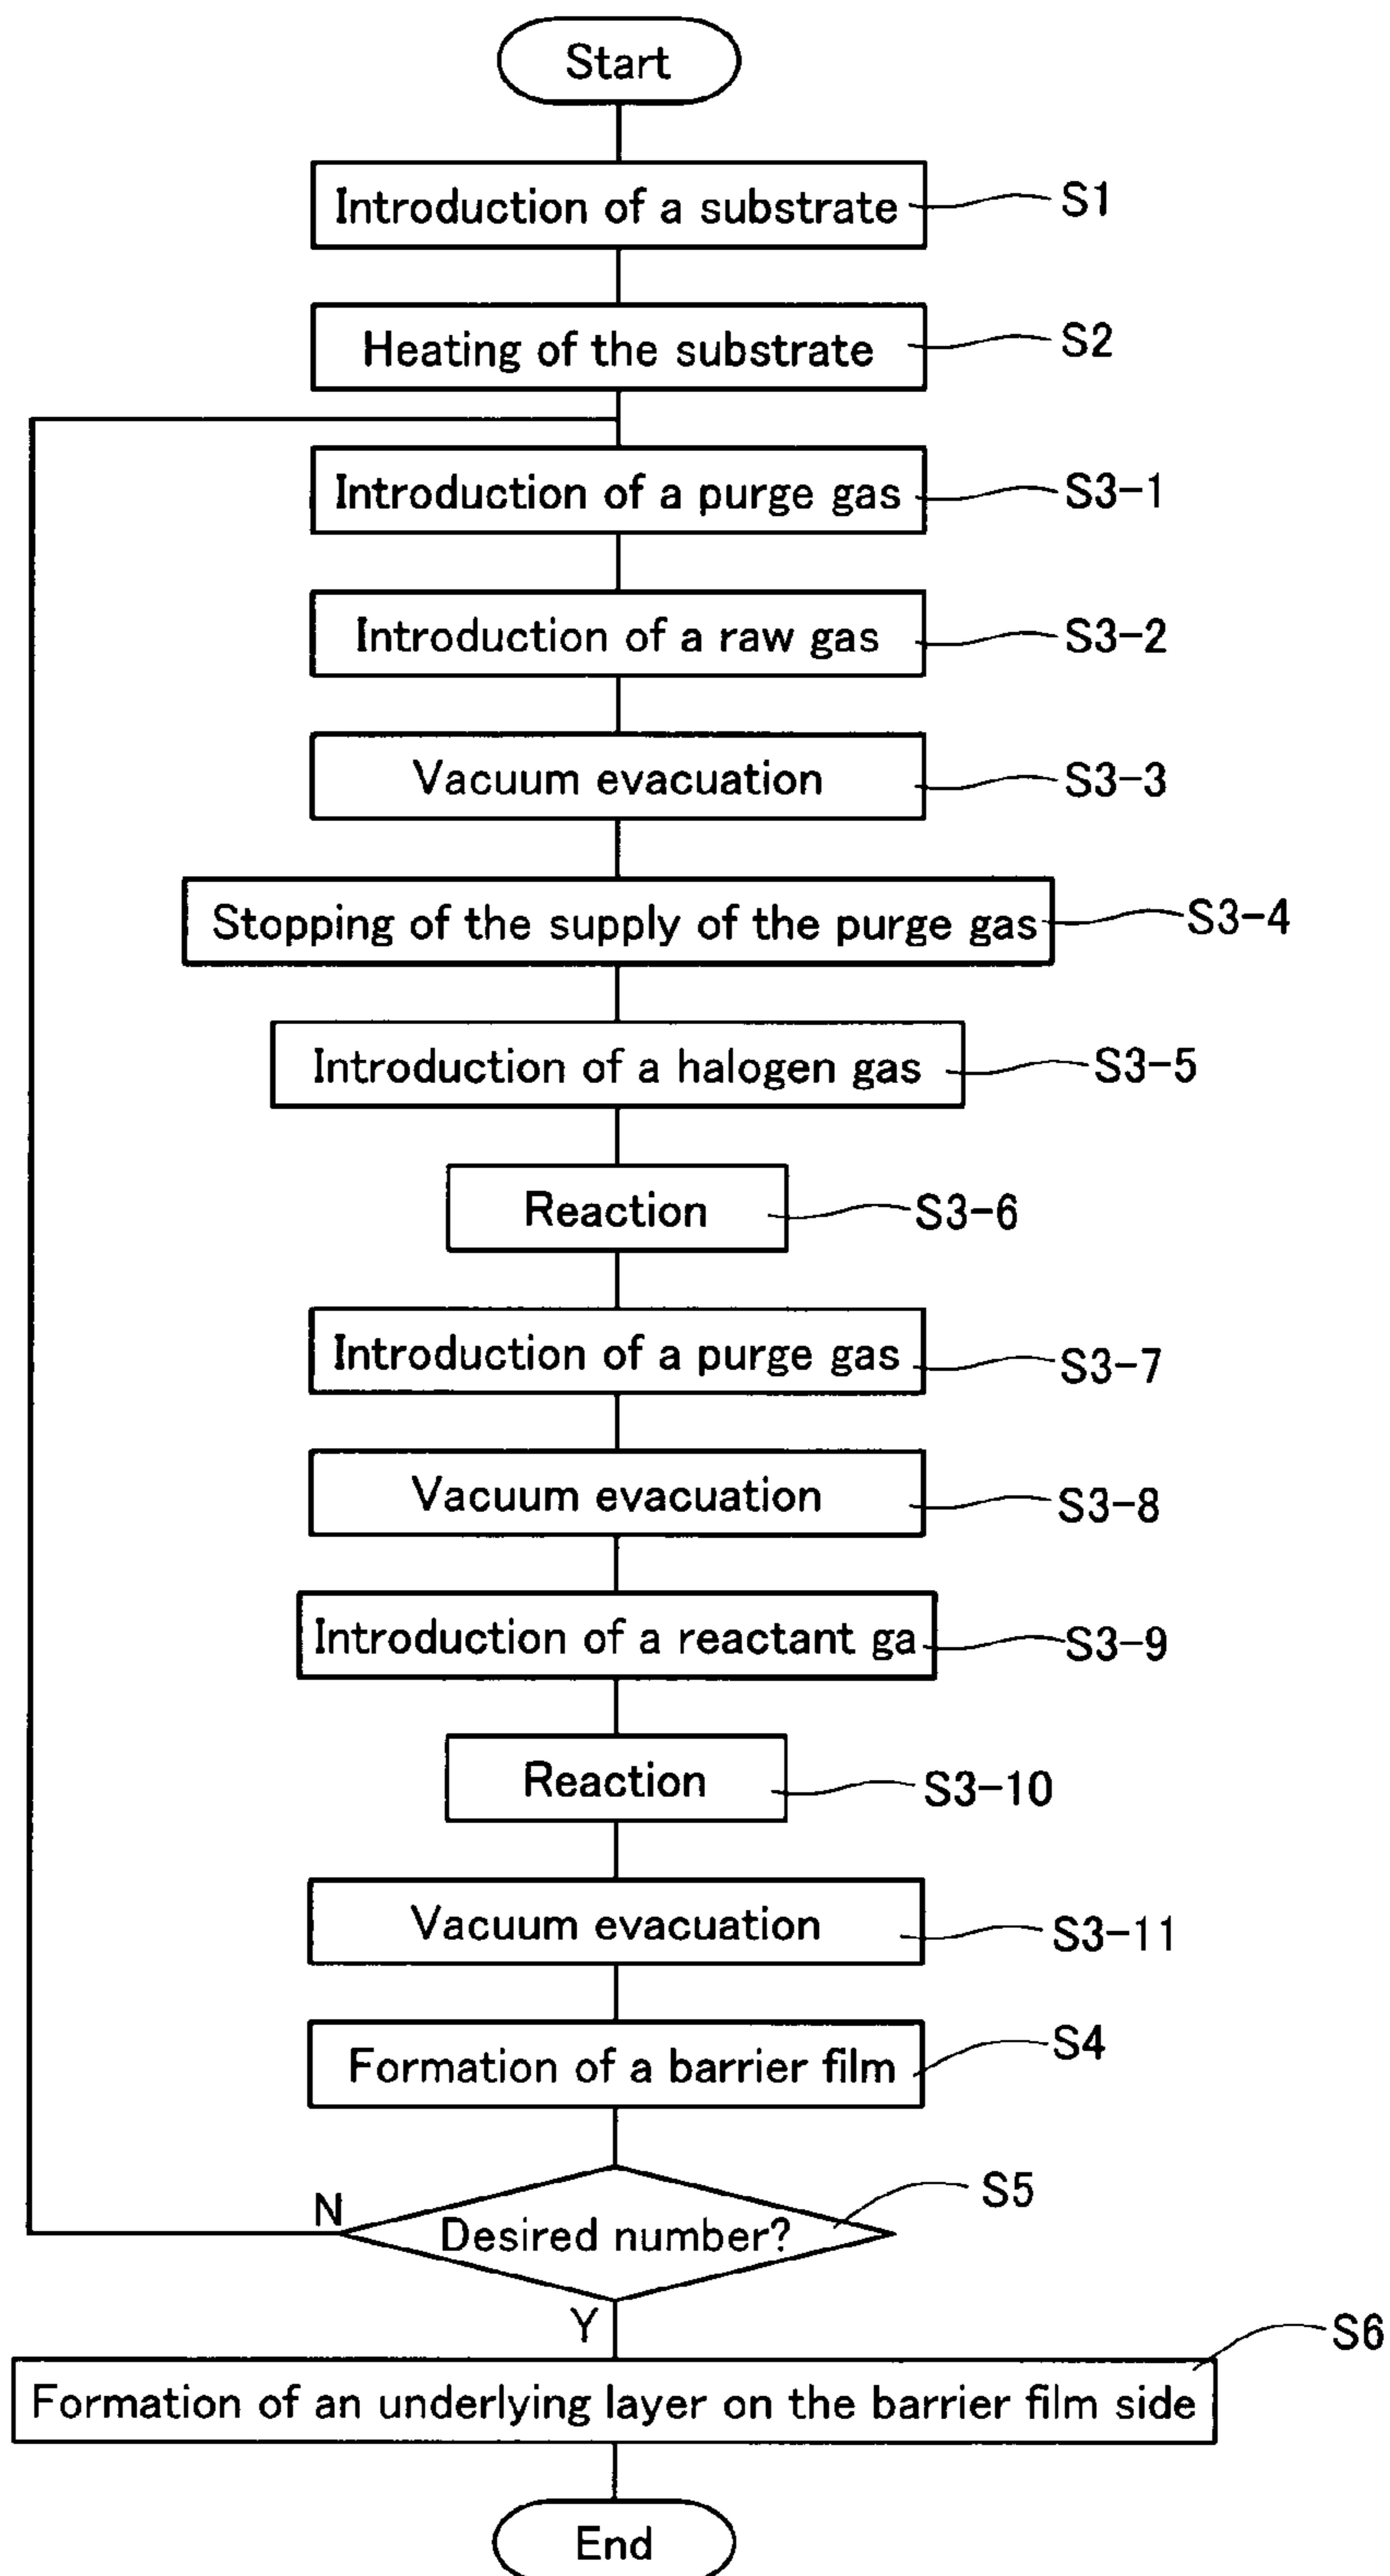 Start
Introduction of a substrate
S1
Heating of the substrate
S2
Introduction of a purge gas
S3-1
Introduction of a raw gas
S3-2
Vacuum evacuation
S3-3
Stopping of the supply of the purge gas
S3-4
Introduction of a halogen gas
S3-5
Reaction
S3-6
Introduction of a purge gas
S3-7
Vacuum evacuation
S3-8
Introduction of a reactant ga
S3-9
Reaction
S3-10
Vacuum evacuation
S3-11
Formation of a barrier film
S4
Desired number?
S5
N
Y
Formation of an underlying layer on the barrier film side
S6
End